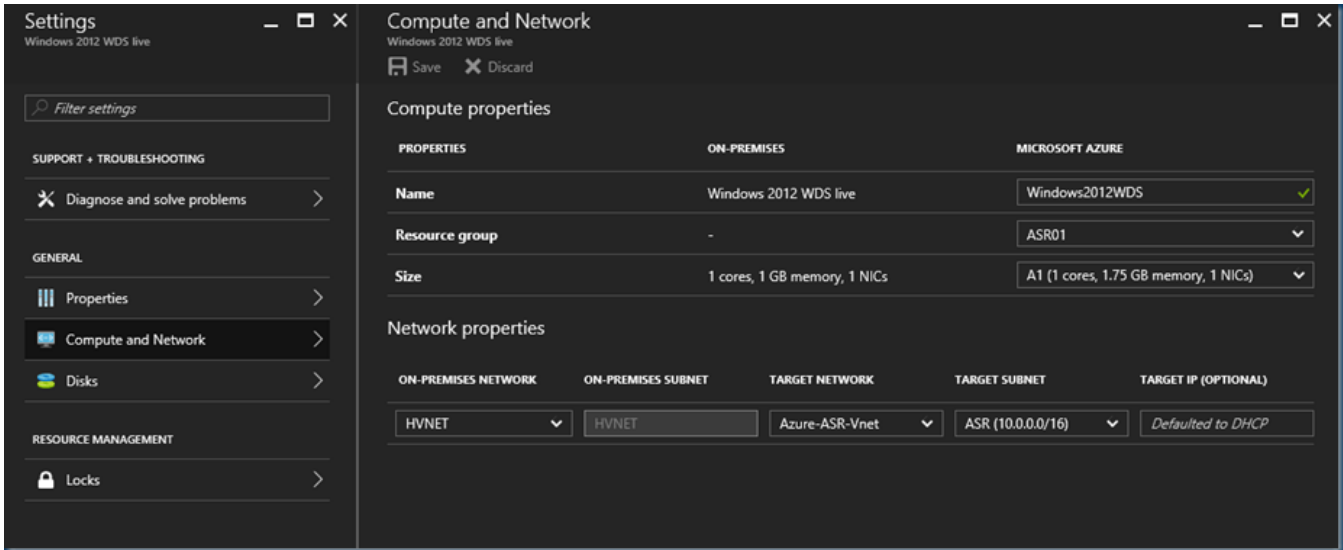 Settings
Windows 2012 WDS live
Filter settings
SUPPORT + TROUBLESHOOTING
Diagnose and solve problems
GENERAL
Properties
Compute and Network
Disks
RESOURCE MANAGEMENT
Locks
Compute and Network
Windows 2012 WDS live
Save Discard
Compute properties
PROPERTIES ON-PREMISES MICROSOFT AZURE
Name Windows 2012 WDS live Windows2012WDS
Resource group - ASR01
Size 1 cores, 1 GB memory, 1 NICs A1 (1 cores, 1.75 GB memory, 1 NICs)
Network properties
ON-PREMISES NETWORK ON-PREMISES SUBNET TARGET NETWORK TARGET SUBNET TARGET IP (OPTIONAL)
HVNET HVNET Azure-ASR-Vnet ASR (10.0.0.0/16) Defaulted to DHCP